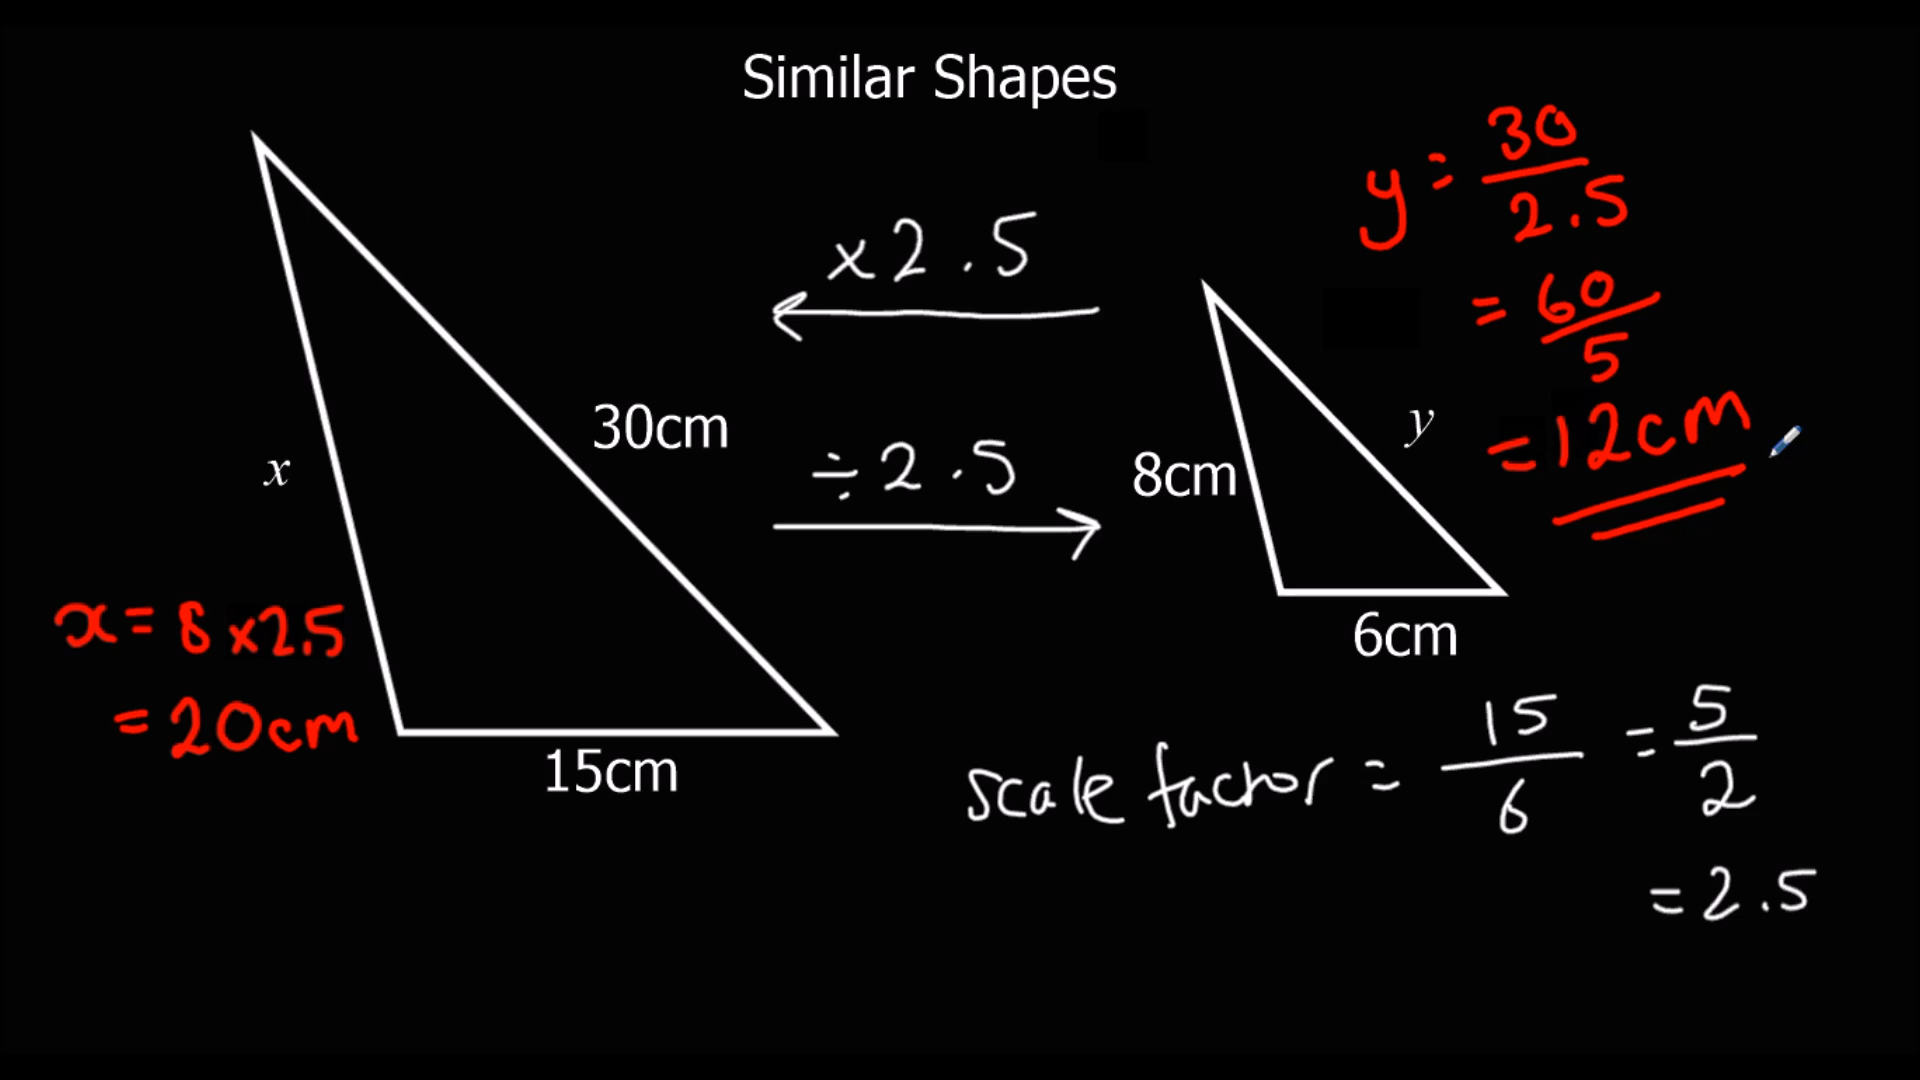 Similar Shapes
x
30cm
15cm
x = 8 × 2.5
= 20cm
×2.5
÷2.5
8cm
y
6cm
y = 30/2.5
= 60/5
= 12cm
scale factor = 15/6 = 5/2
= 2.5